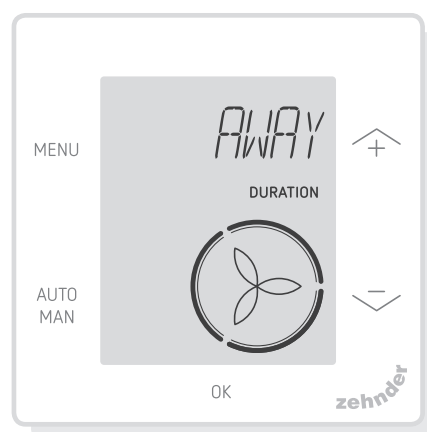 AWAY
MENU
+
DURATION
AUTO
MAN
−
OK
zehnder